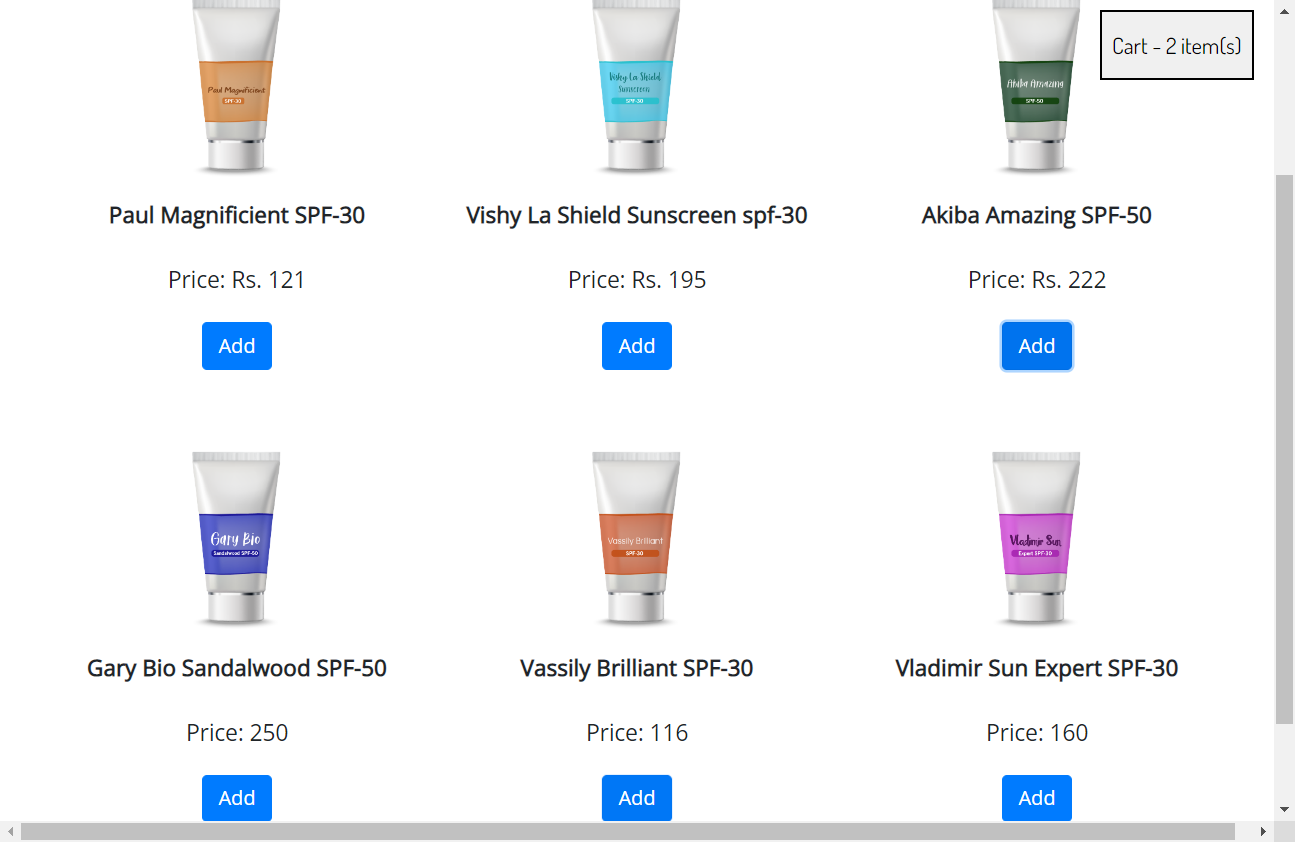 Cart - 2 item(s)
Paul Magnificient
SPF-30
Vishy La Shield
Sunscreen
SPF-30
Akiba Amazing
SPF-50
Paul Magnificient SPF-30
Vishy La Shield Sunscreen spf-30
Akiba Amazing SPF-50
Price: Rs. 121
Price: Rs. 195
Price: Rs. 222
Add
Add
Add
Gary Bio
Sandalwood SPF-50
Vassily Brilliant
SPF-30
Vladimir Sun
Expert SPF-30
Gary Bio Sandalwood SPF-50
Vassily Brilliant SPF-30
Vladimir Sun Expert SPF-30
Price: 250
Price: 116
Price: 160
Add
Add
Add